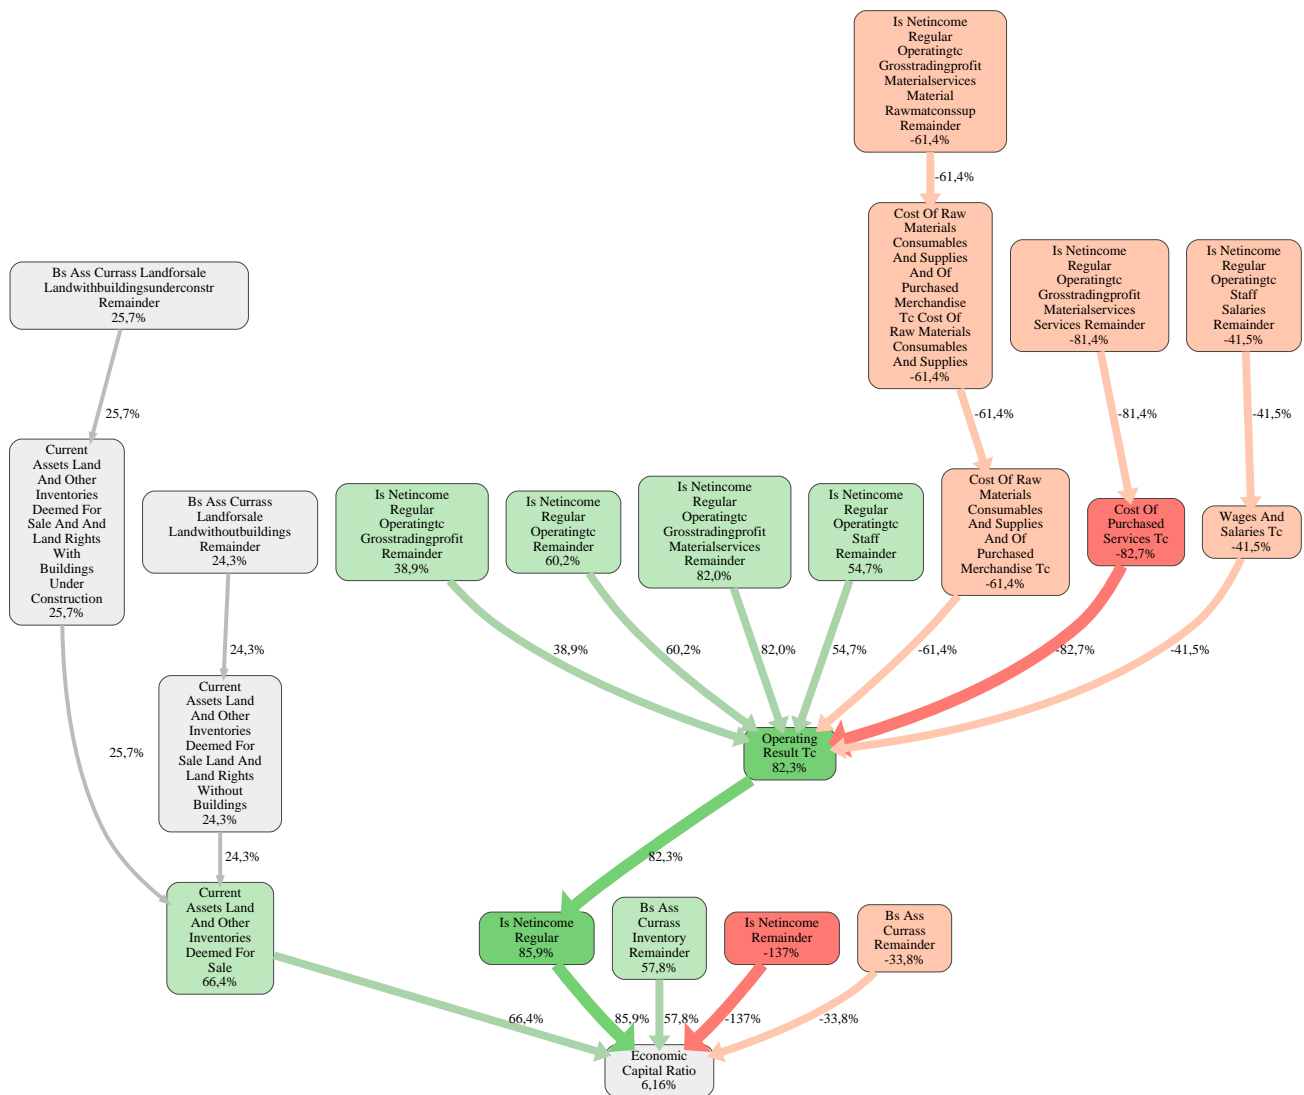 Is Netincome
Regular
Operatingtc
Grosstradingprofit
Materialservices
Material
Rawmatconssup
Remainder
-61,4%
-61,4%
Cost Of Raw
Materials
Consumables
And Supplies
And Of
Purchased
Merchandise
Tc Cost Of
Raw Materials
Consumables
And Supplies
-61,4%
Is Netincome
Regular
Operatingtc
Grosstradingprofit
Materialservices
Services Remainder
-81,4%
Is Netincome
Regular
Operatingtc
Staff
Salaries
Remainder
-41,5%
Bs Ass Currass Landforsale
Landwithbuildingsunderconstr
Remainder
25,7%
25,7%
-61,4%
-81,4%
-41,5%
Current
Assets Land
And Other
Inventories
Deemed For
Sale And And
Land Rights
With
Buildings
Under
Construction
25,7%
Bs Ass Currass
Landforsale
Landwithoutbuildings
Remainder
24,3%
Is Netincome
Regular
Operatingtc
Grosstradingprofit
Remainder
38,9%
Is Netincome
Regular
Operatingtc
Remainder
60,2%
Is Netincome
Regular
Operatingtc
Grosstradingprofit
Materialservices
Remainder
82,0%
Is Netincome
Regular
Operatingtc
Staff
Remainder
54,7%
Cost Of Raw
Materials
Consumables
And Supplies
And Of
Purchased
Merchandise Tc
-61,4%
Cost Of
Purchased
Services Tc
-82,7%
Wages And
Salaries Tc
-41,5%
24,3%
38,9%
60,2%
82,0%
54,7%
-61,4%
-82,7%
-41,5%
Current
Assets Land
And Other
Inventories
Deemed For
Sale Land And
Land Rights
Without
Buildings
24,3%
25,7%
Operating
Result Tc
82,3%
24,3%
82,3%
Current
Assets Land
And Other
Inventories
Deemed For
Sale
66,4%
Is Netincome
Regular
85,9%
Bs Ass
Currass
Inventory
Remainder
57,8%
Is Netincome
Remainder
-137%
Bs Ass
Currass
Remainder
-33,8%
66,4%
85,9%
57,8%
-137%
-33,8%
Economic
Capital Ratio
6,16%